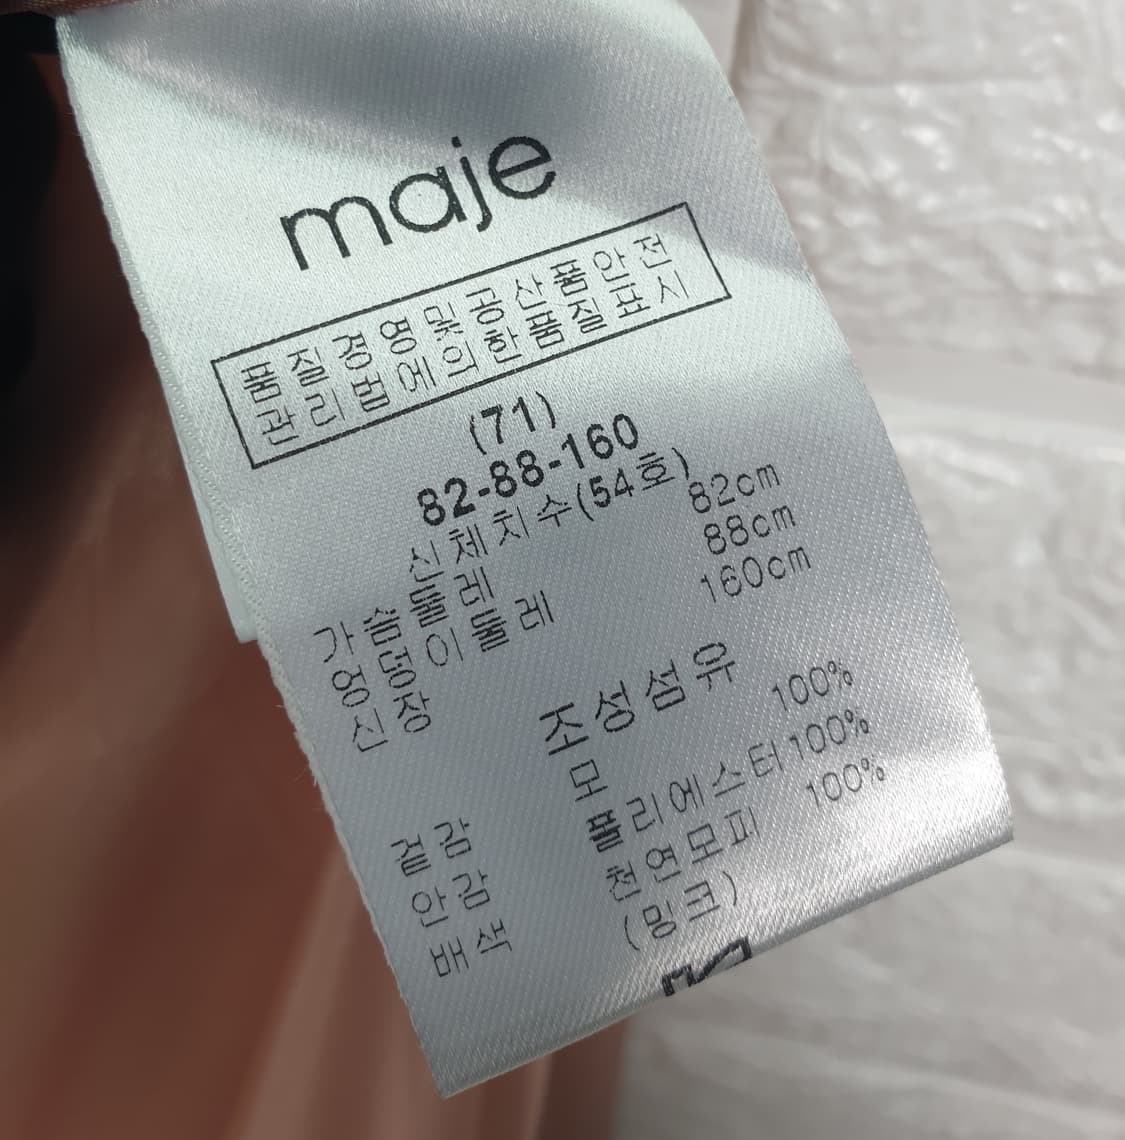 maje
품질경영및공산품안전
관리법에의한품질표시
(71)
82-88-160
신체치수(54호)
가슴둘레 82cm
엉덩이둘레 88cm
신장 160cm
조성섬유
겉감 모 100%
안감 폴리에스터 100%
배색 천연모피 100%
(밍크)